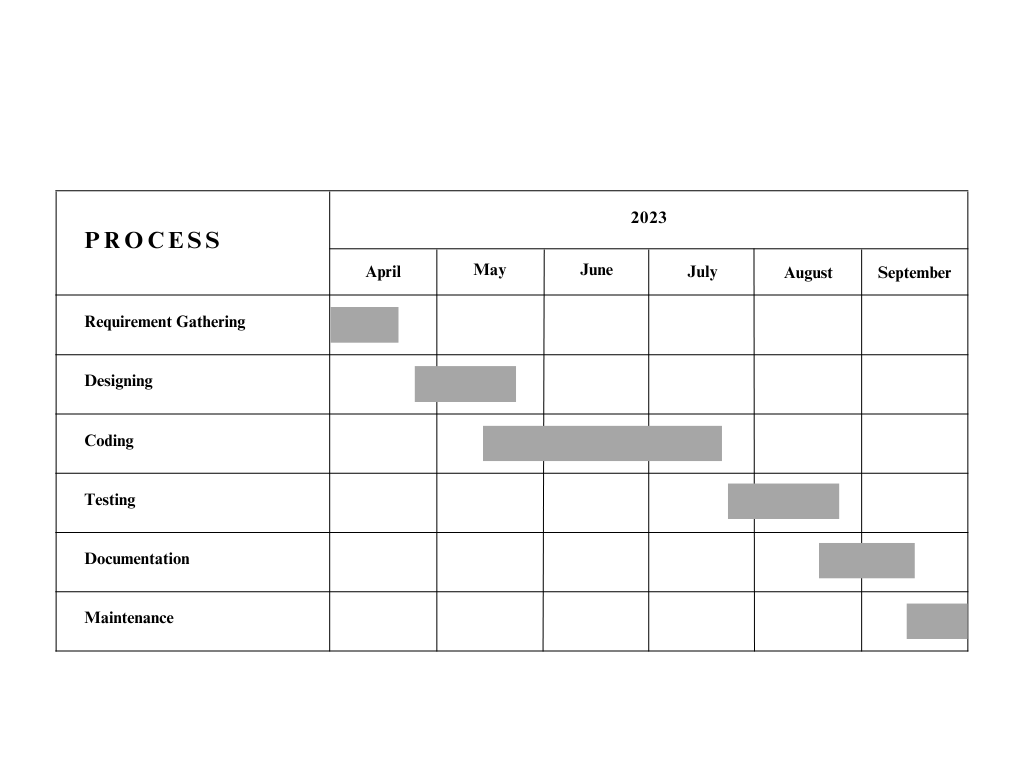 PROCESS
2023
April May June July August September
Requirement Gathering
Designing
Coding
Testing
Documentation
Maintenance